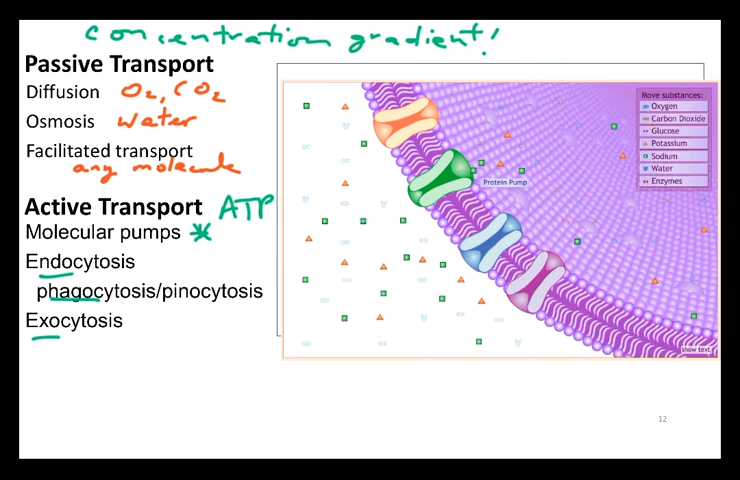 concentration gradient!
Passive Transport
Diffusion O₂, CO₂
Osmosis water
Facilitated transport
any molecule
Active Transport ATP
Molecular pumps *
Endocytosis
phagocytosis/pinocytosis
Exocytosis
Move substances:
Oxygen
Carbon Dioxide
Glucose
Potassium
Sodium
Water
Enzymes
Protein Pump
show text
12